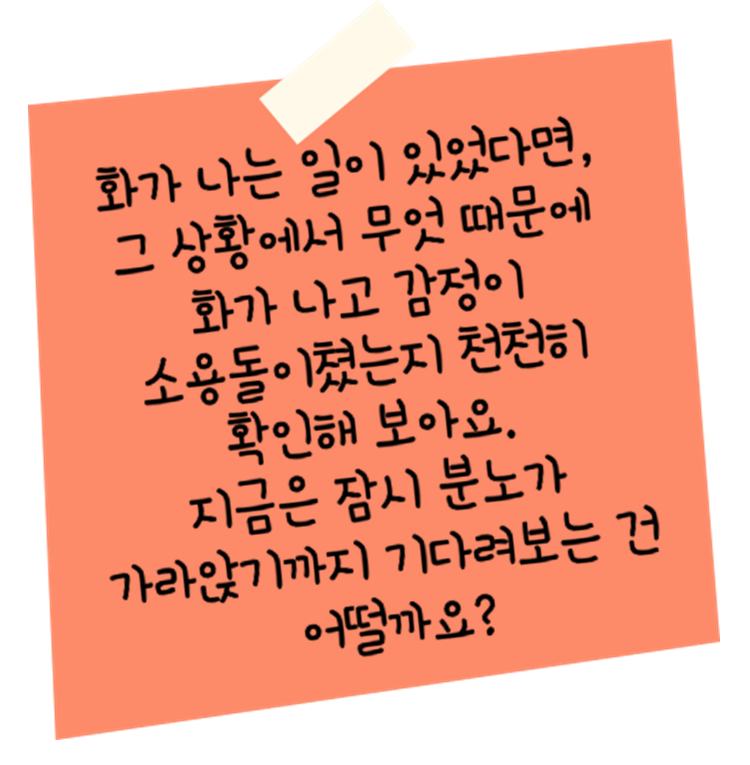 화가 나는 일이 있었다면,
그 상황에서 무엇 때문에
화가 나고 감정이
소용돌이쳤는지 천천히
확인해 보아요.
지금은 잠시 분노가
가라앉기까지 기다려보는 건
어떨까요?